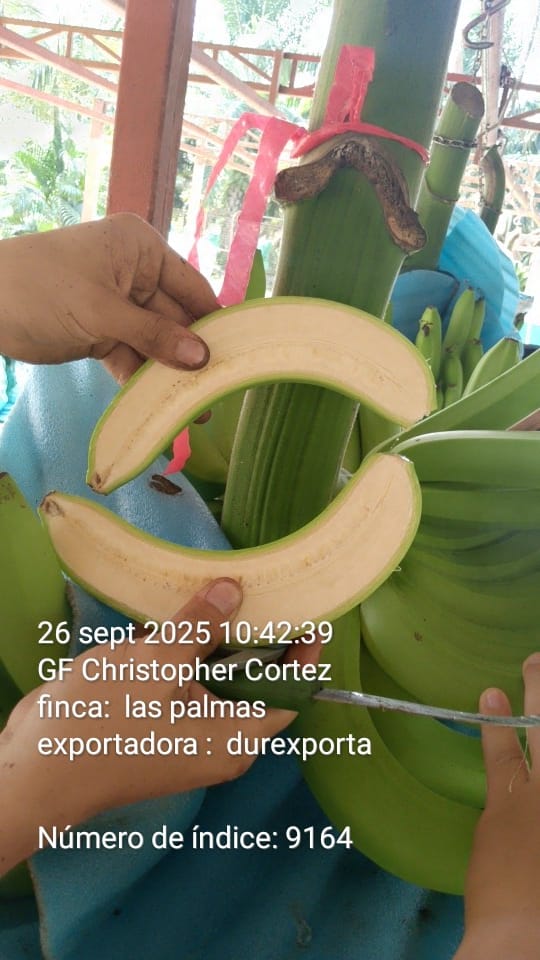 26 sept 2025 10:42:39
GF Christopher Cortez
finca:  las palmas
exportadora :  durexporta
Número de índice: 9164